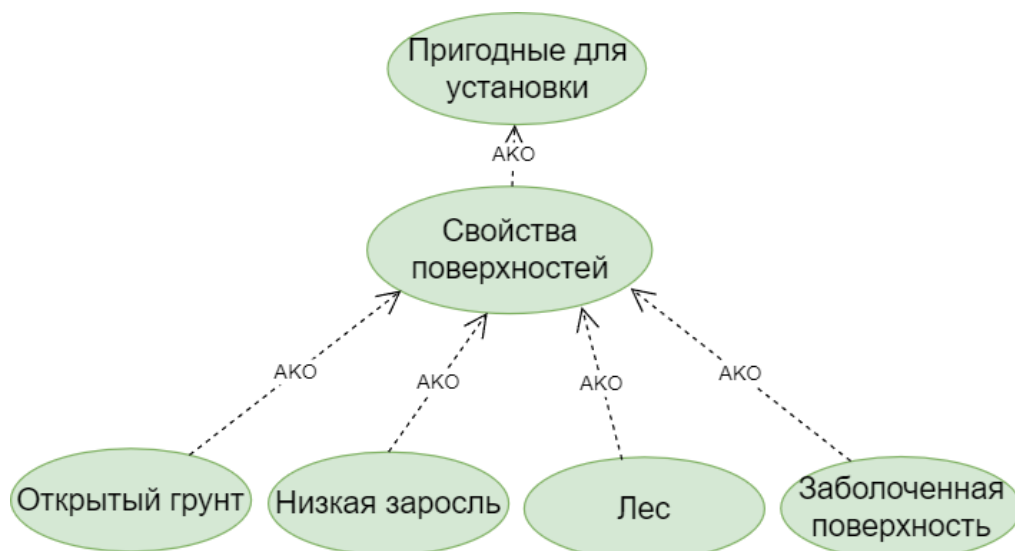 Пригодные для
установки
АКО
Свойства
поверхностей
АКО
АКО
АКО
АКО
Открытый грунт
Низкая заросль
Лес
Заболоченная
поверхность